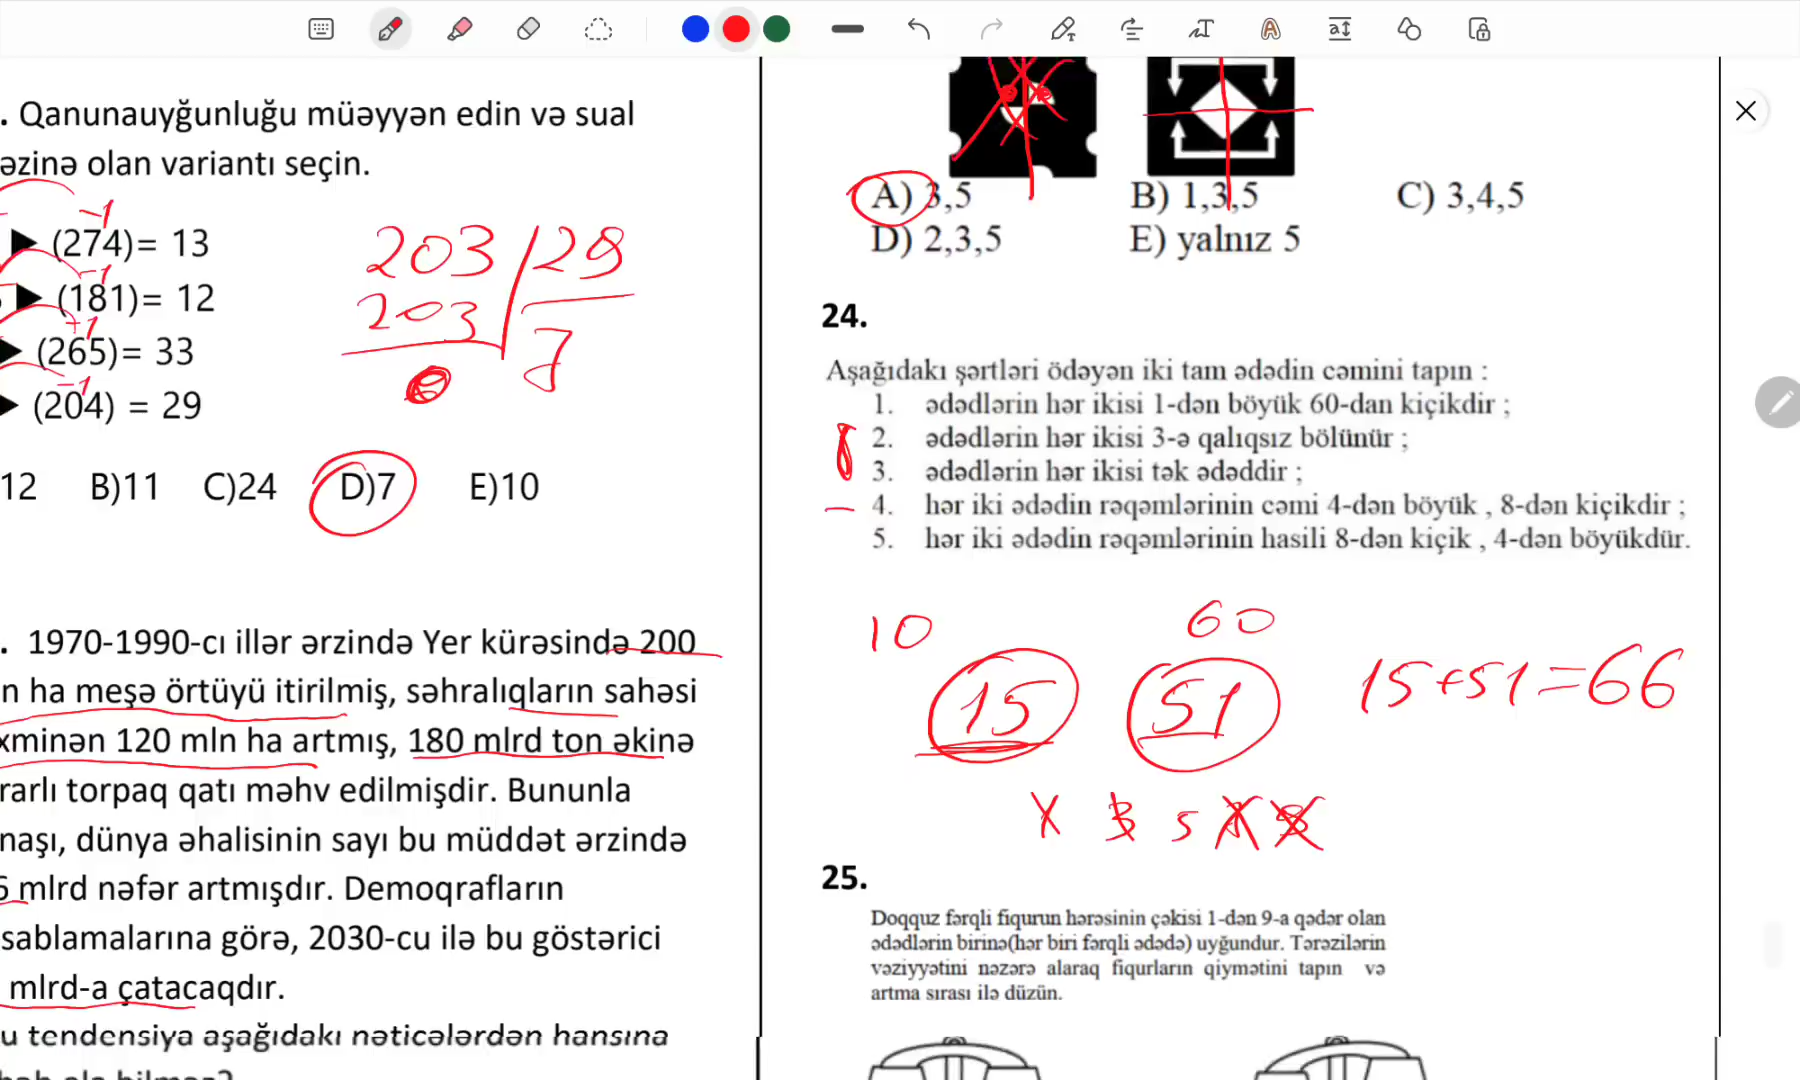 . Qanunauyğunluğu müəyyən edin və sual
əzinə olan variantı seçin.
-1
▶ (274)= 13
-1
▶ (181)= 12
+1
▶ (265)= 33
-1
▶ (204) = 29
203 29
203
7
0
12 B)11 C)24 D)7 E)10
. 1970-1990-cı illər ərzində Yer kürəsində 200
n ha meşə örtüyü itirilmiş, səhralıqların sahəsi
xminən 120 mln ha artmış, 180 mlrd ton əkinə
rarlı torpaq qatı məhv edilmişdir. Bununla
naşı, dünya əhalisinin sayı bu müddət ərzində
6 mlrd nəfər artmışdır. Demoqrafların
sablamalarına görə, 2030-cu ilə bu göstərici
mlrd-a çatacaqdır.
u tendensiya aşağıdakı nəticələrdən hansına
A) 3,5 B) 1,3,5 C) 3,4,5
D) 2,3,5 E) yalnız 5
24.
Aşağıdakı şərtləri ödəyən iki tam ədədin cəmini tapın :
1. ədədlərin hər ikisi 1-dən böyük 60-dan kiçikdir ;
2. ədədlərin hər ikisi 3-ə qalıqsız bölünür ;
3. ədədlərin hər ikisi tək ədəddir ;
4. hər iki ədədin rəqəmlərinin cəmi 4-dən böyük , 8-dən kiçikdir ;
5. hər iki ədədin rəqəmlərinin hasili 8-dən kiçik , 4-dən böyükdür.
10 60
15 51 15+51=66
5
25.
Doqquz fərqli fiqurun hərəsinin çəkisi 1-dən 9-a qədər olan
ədədlərin birinə(hər biri fərqli ədədə) uyğundur. Tərəzilərin
vəziyyətini nəzərə alaraq fiqurların qiymətini tapın və
artma sırası ilə düzün.